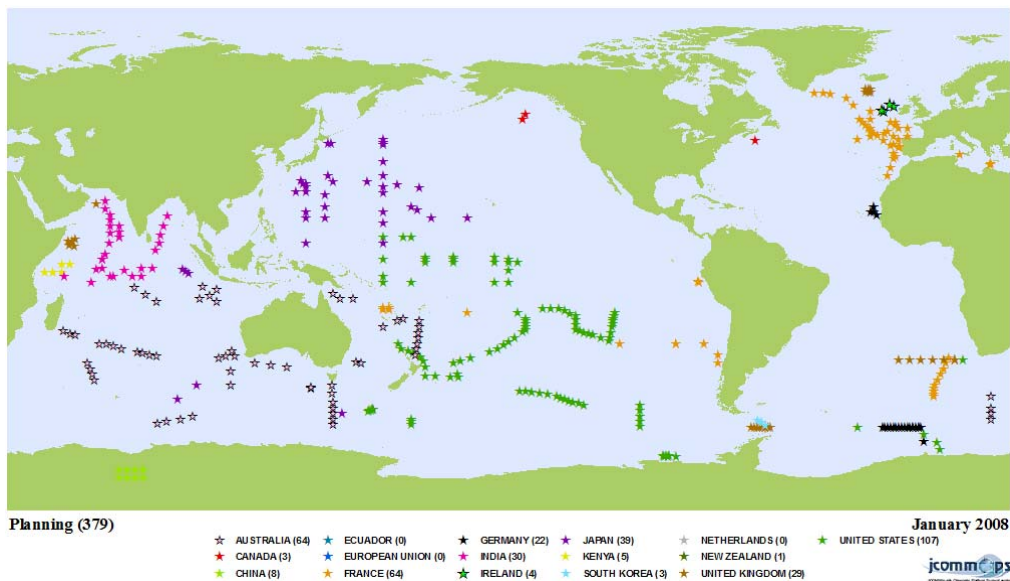 Planning (379)
January 2008
AUSTRALIA (64)
ECUADOR (0)
GERMANY (22)
JAPAN (39)
NETHERLANDS (0)
UNITED STATES (107)
CANADA (3)
EUROPEAN UNION (0)
INDIA (30)
KENYA (5)
NEW ZEALAND (1)
CHINA (8)
FRANCE (64)
IRELAND (4)
SOUTH KOREA (3)
UNITED KINGDOM (29)
jcommops